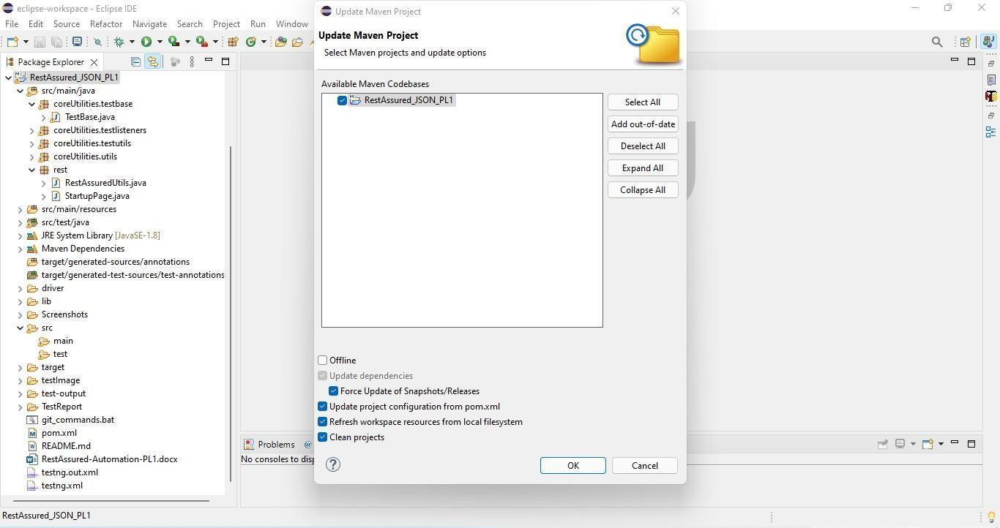 eclipse-workspace - Eclipse IDE
File Edit Source Refactor Navigate Search Project Run Window
Package Explorer
RestAssured_JSON_PL1
src/main/java
coreUtilities.testbase
TestBase.java
coreUtilities.testlisteners
coreUtilities.testutils
coreUtilities.utils
rest
RestAssuredUtils.java
StartupPage.java
src/main/resources
src/test/java
JRE System Library [JavaSE-1.8]
Maven Dependencies
target/generated-sources/annotations
target/generated-test-sources/test-annotations
driver
lib
Screenshots
src
main
test
target
testImage
test-output
TestReport
git_commands.bat
pom.xml
README.md
RestAssured-Automation-PL1.docx
testng.out.xml
testng.xml
Update Maven Project
Update Maven Project
Select Maven projects and update options
Available Maven Codebases
RestAssured_JSON_PL1
Select All
Add out-of-date
Deselect All
Expand All
Collapse All
Offline
Update dependencies
Force Update of Snapshots/Releases
Update project configuration from pom.xml
Refresh workspace resources from local filesystem
Clean projects
OK Cancel
Problems @
No consoles to disp
RestAssured_JSON_PL1